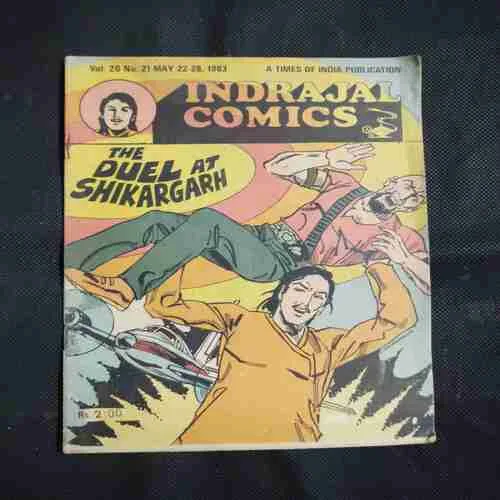 Vol. 20 No. 21 MAY 22-28, 1983
A TIMES OF INDIA PUBLICATION
INDRAJAL
COMICS
THE
DUEL AT
SHIKARGARH
Rs. 2.00